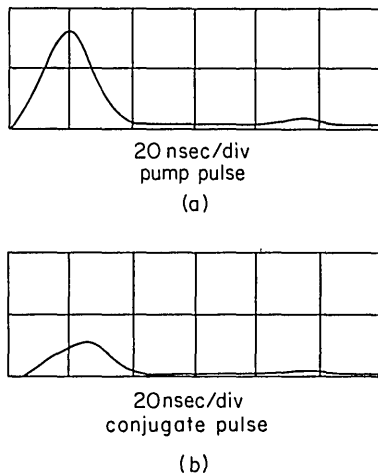 20 nsec/div
pump pulse
(a)
20nsec/div
conjugate pulse
(b)